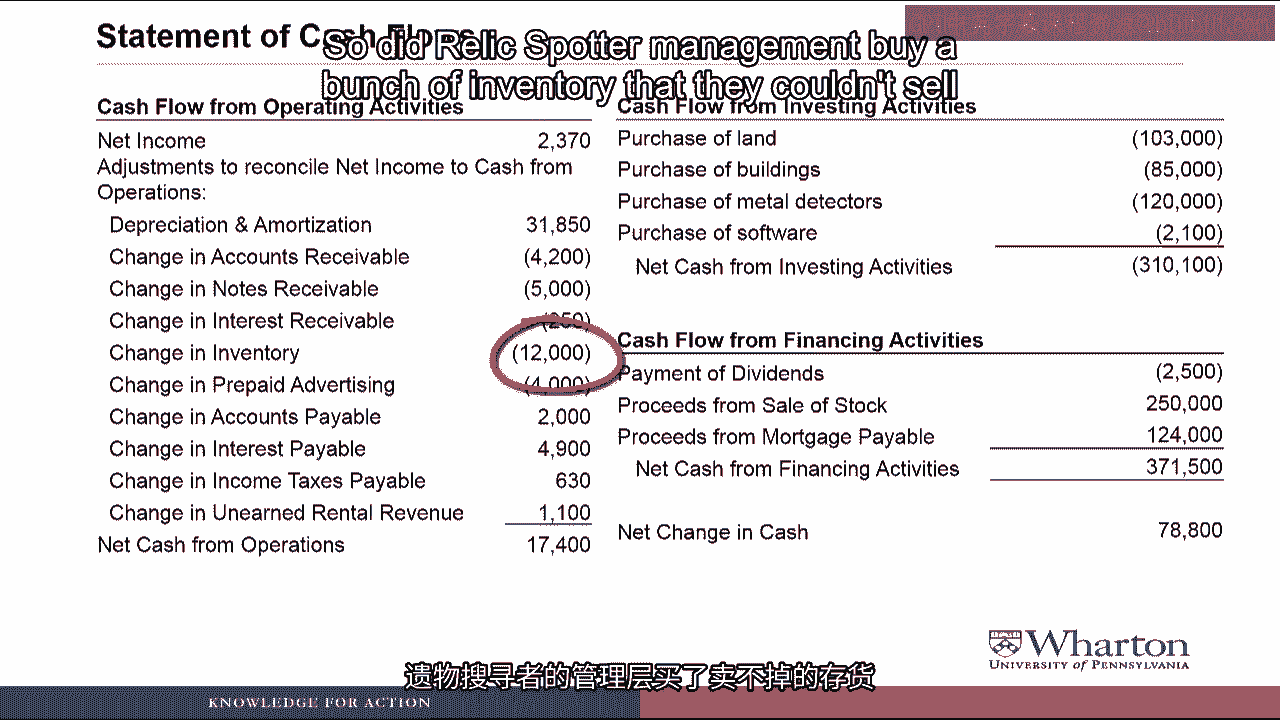 Statement of Cash Flows
So did Relic Spotter management buy a
bunch of inventory that they couldn't sell
Cash Flow from Operating Activities
Net Income 2,370
Adjustments to reconcile Net Income to Cash from
Operations:
Depreciation & Amortization 31,850
Change in Accounts Receivable (4,200)
Change in Notes Receivable (5,000)
Change in Interest Receivable (250)
Change in Inventory (12,000)
Change in Prepaid Advertising (4,000)
Change in Accounts Payable 2,000
Change in Interest Payable 4,900
Change in Income Taxes Payable 630
Change in Unearned Rental Revenue 1,100
Net Cash from Operations 17,400
Cash Flow from Investing Activities
Purchase of land (103,000)
Purchase of buildings (85,000)
Purchase of metal detectors (120,000)
Purchase of software (2,100)
Net Cash from Investing Activities (310,100)
Cash Flow from Financing Activities
Payment of Dividends (2,500)
Proceeds from Sale of Stock 250,000
Proceeds from Mortgage Payable 124,000
Net Cash from Financing Activities 371,500
Net Change in Cash 78,800
Wharton
UNIVERSITY of PENNSYLVANIA
遗物搜寻者的管理层买了卖不掉的存货
KNOWLEDGE FOR ACTION